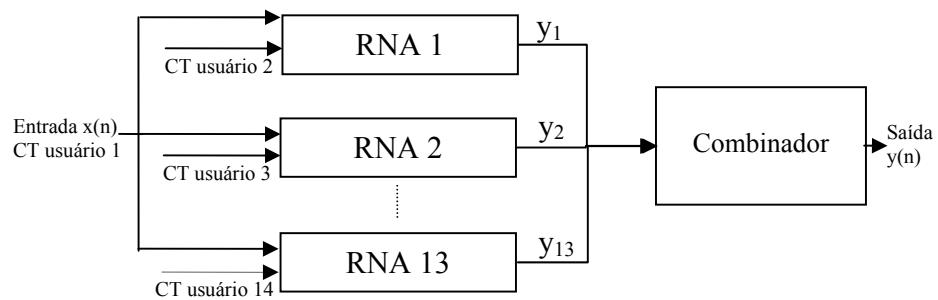 RNA 1
y1
CT usuário 2
Entrada x(n)
CT usuário 1
RNA 2
y2
CT usuário 3
Combinador
Saída
y(n)
RNA 13
y13
CT usuário 14